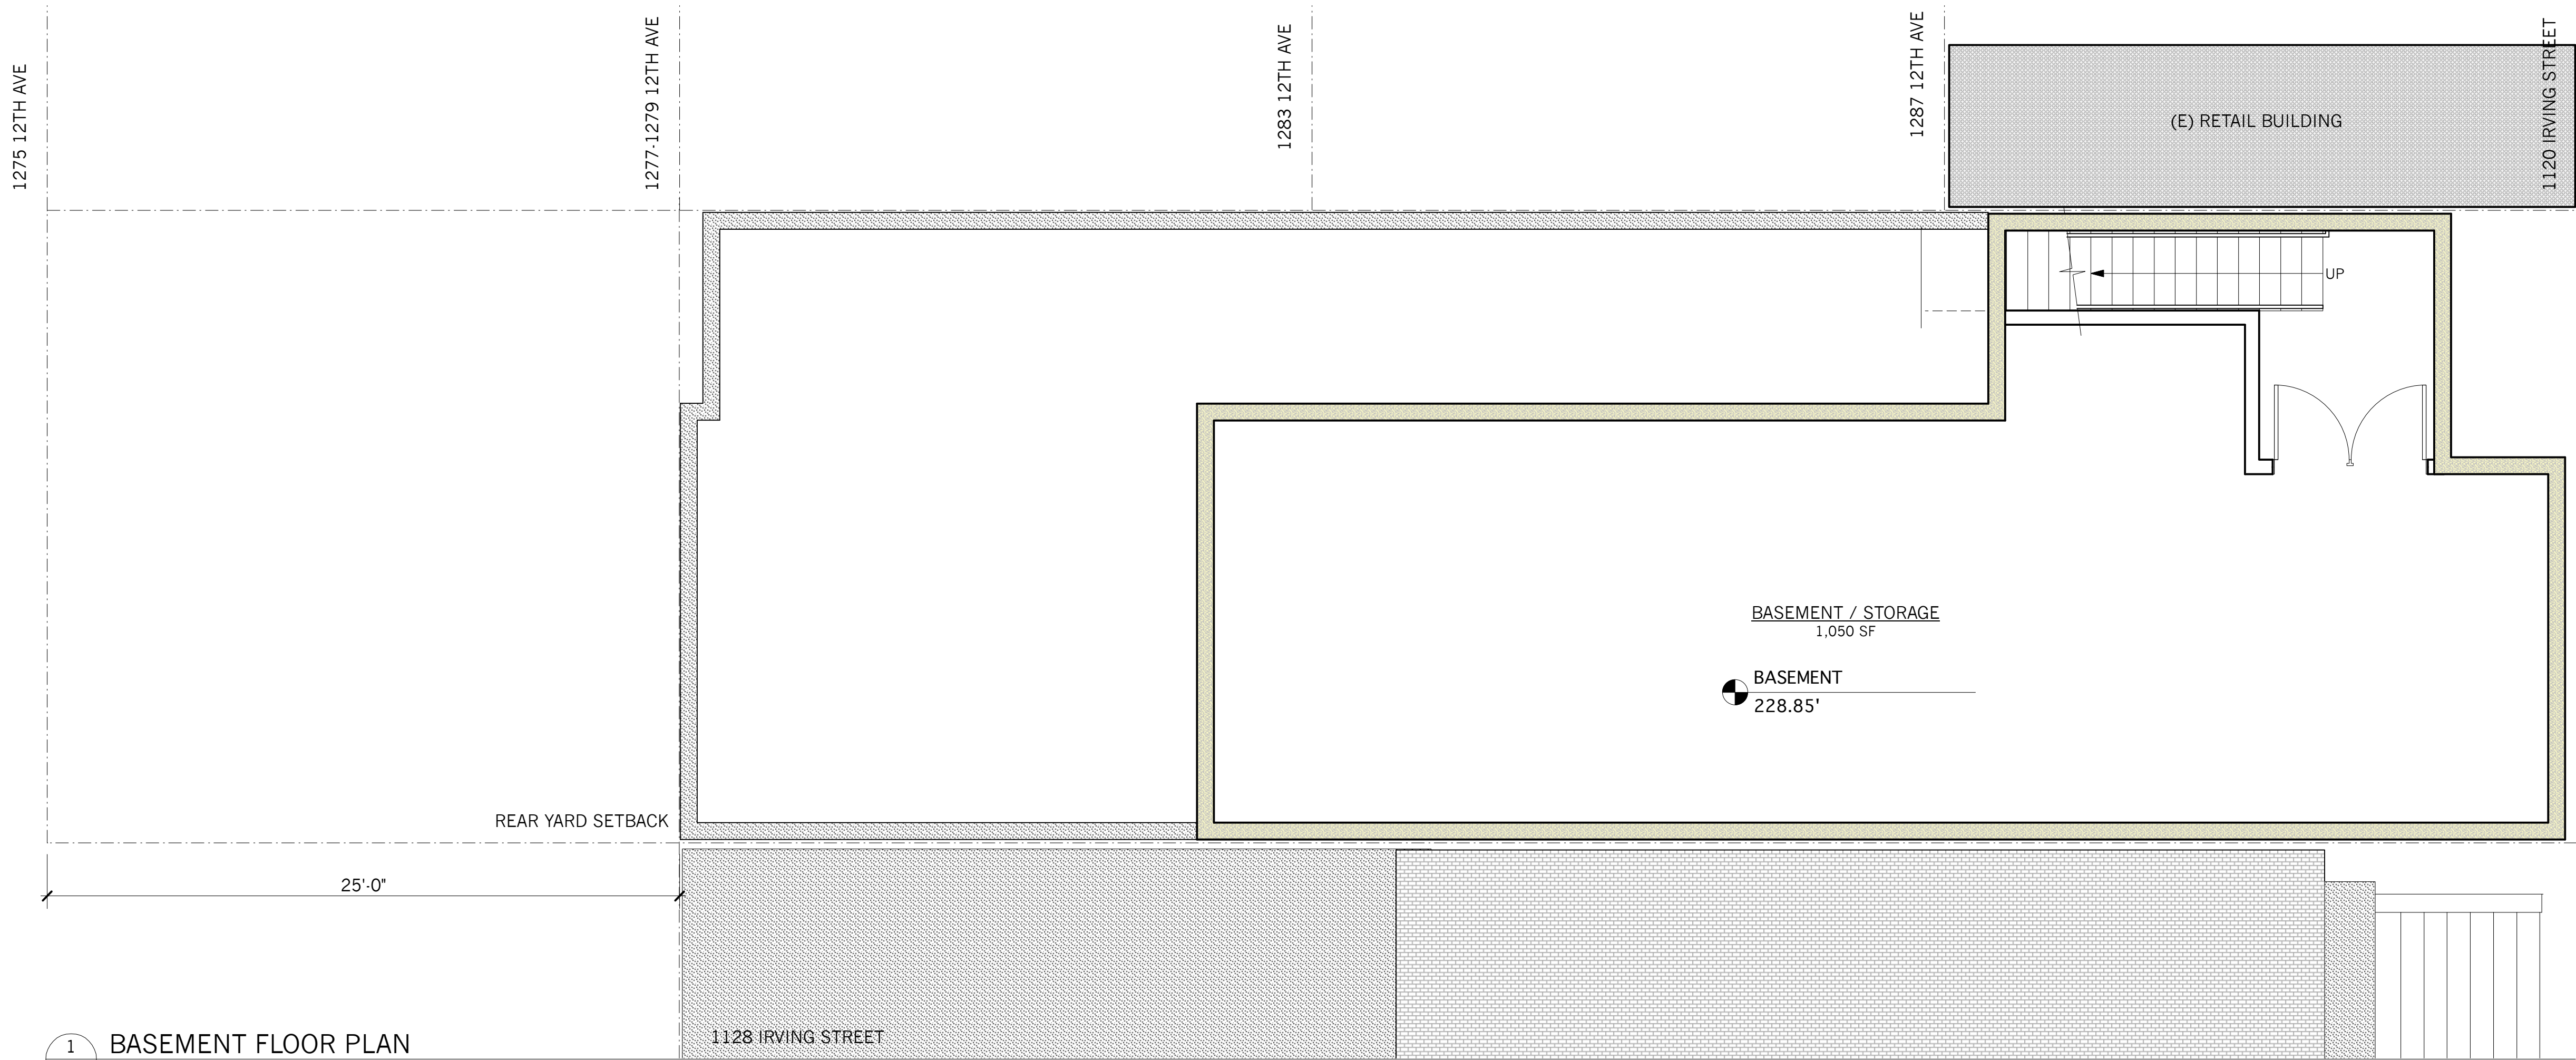 1275 12TH AVE
1277-1279 12TH AVE
1283 12TH AVE
1287 12TH AVE
1120 IRVING STREET
(E) RETAIL BUILDING
UP
BASEMENT / STORAGE
1,050 SF
BASEMENT
228.85'
REAR YARD SETBACK
25'-0"
1128 IRVING STREET
1 BASEMENT FLOOR PLAN